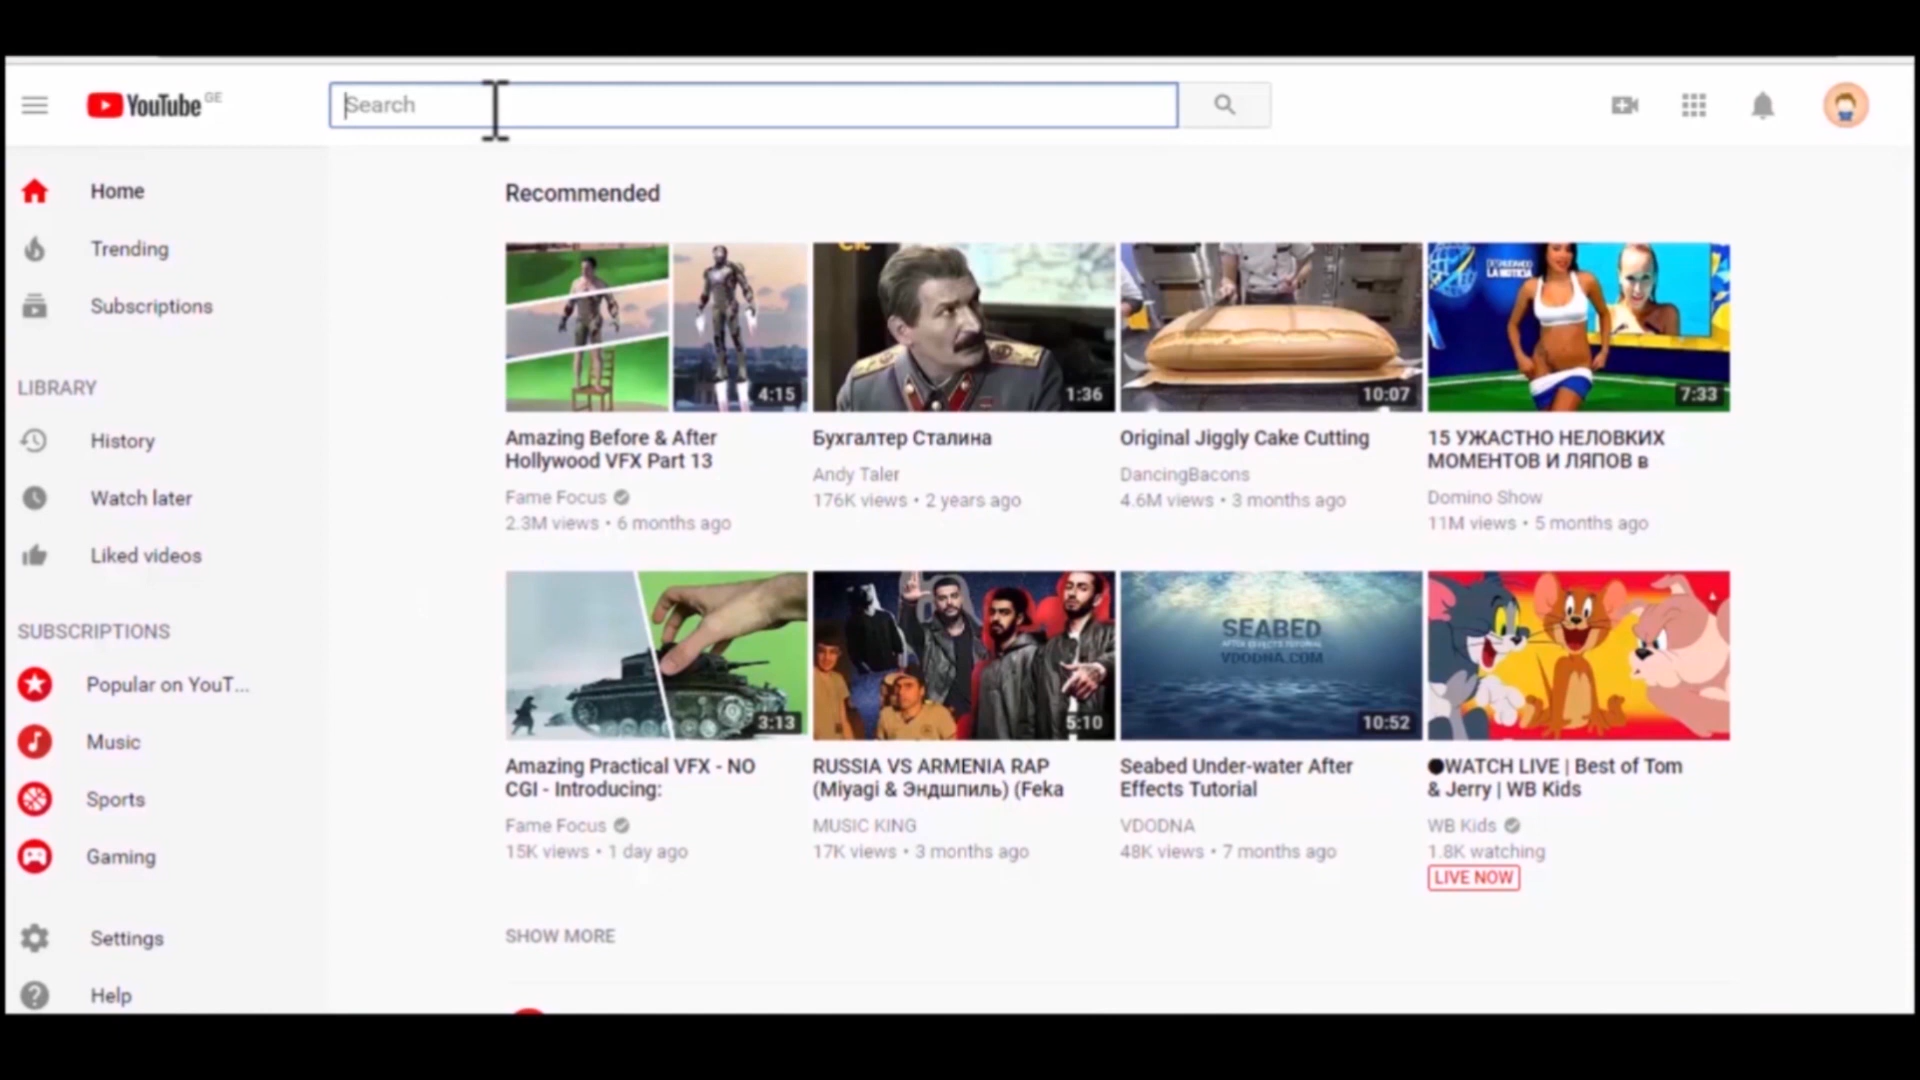 YouTube GE
Search
Home
Trending
Subscriptions
LIBRARY
History
Watch later
Liked videos
SUBSCRIPTIONS
Popular on YouT...
Music
Sports
Gaming
Settings
Help
Recommended
4:15
Amazing Before & After
Hollywood VFX Part 13
Fame Focus
2.3M views • 6 months ago
1:36
Бухгалтер Сталина
Andy Taler
176K views • 2 years ago
10:07
Original Jiggly Cake Cutting
DancingBacons
4.6M views • 3 months ago
LA NOTICIA
7:33
15 УЖАСТНО НЕЛОВКИХ
МОМЕНТОВ И ЛЯПОВ в
Domino Show
11M views • 5 months ago
3:13
Amazing Practical VFX - NO
CGI - Introducing:
Fame Focus
15K views • 1 day ago
5:10
RUSSIA VS ARMENIA RAP
(Miyagi & Эндшпиль) (Feka
MUSIC KING
17K views • 3 months ago
SEABED
AFTER EFFECTS TUTORIAL
VDODNA.COM
10:52
Seabed Under-water After
Effects Tutorial
VDODNA
48K views • 7 months ago
●WATCH LIVE | Best of Tom
& Jerry | WB Kids
WB Kids
1.8K watching
LIVE NOW
SHOW MORE